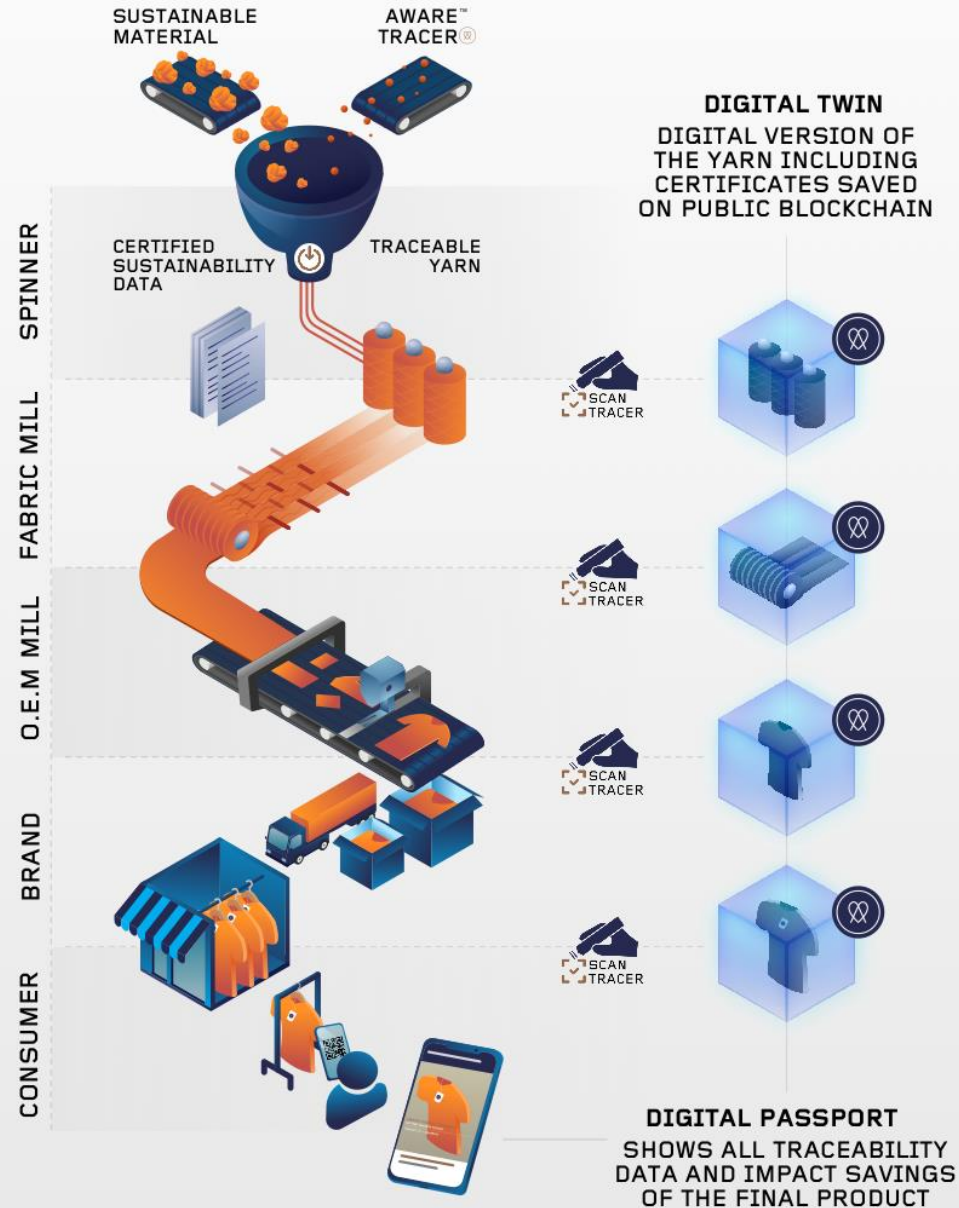 SUSTAINABLE
MATERIAL
AWARE™
TRACER
DIGITAL TWIN
DIGITAL VERSION OF
THE YARN INCLUDING
CERTIFICATES SAVED
ON PUBLIC BLOCKCHAIN
SPINNER
CERTIFIED
SUSTAINABILITY
DATA
TRACEABLE
YARN
SCAN
TRACER
FABRIC MILL
SCAN
TRACER
O.E.M MILL
SCAN
TRACER
BRAND
SCAN
TRACER
CONSUMER
DIGITAL PASSPORT
SHOWS ALL TRACEABILITY
DATA AND IMPACT SAVINGS
OF THE FINAL PRODUCT